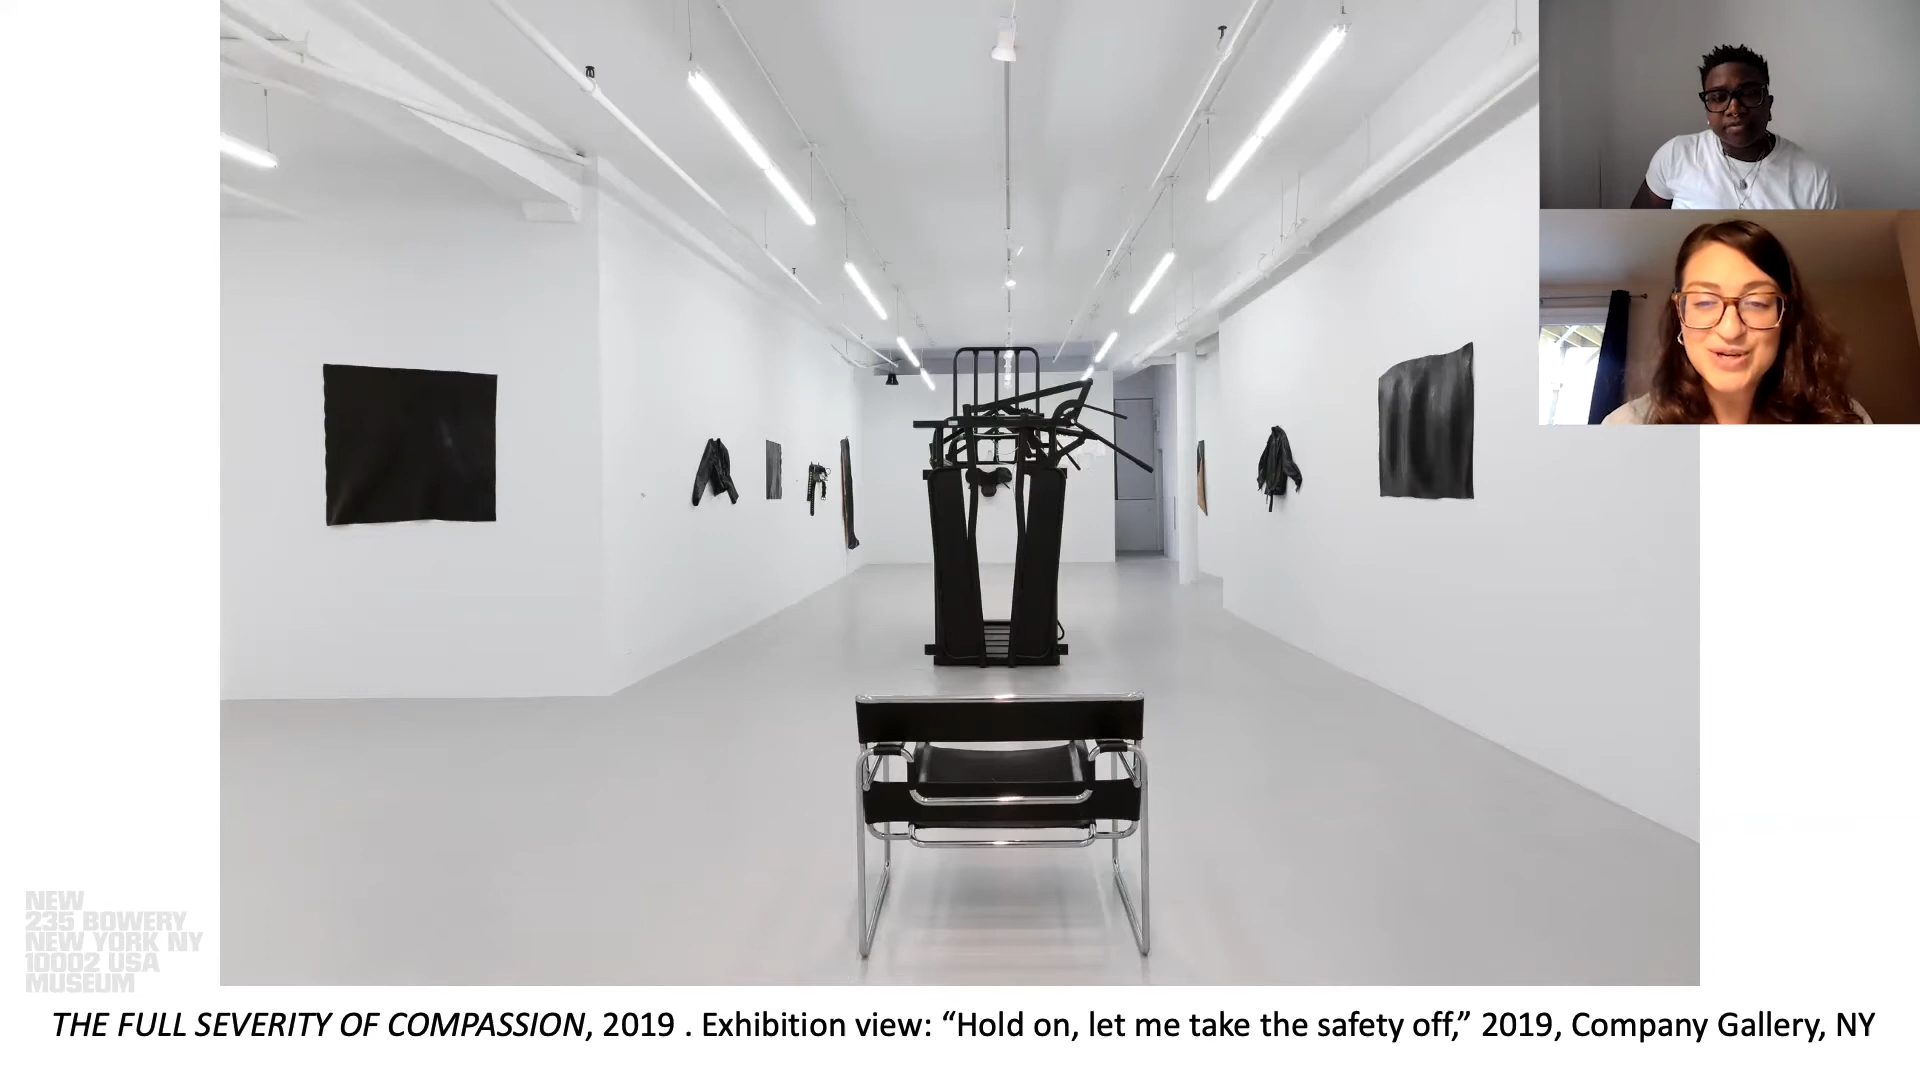 NEW
235 BOWERY
NEW YORK NY
10002 USA
MUSEUM
THE FULL SEVERITY OF COMPASSION, 2019 . Exhibition view: “Hold on, let me take the safety off,” 2019, Company Gallery, NY